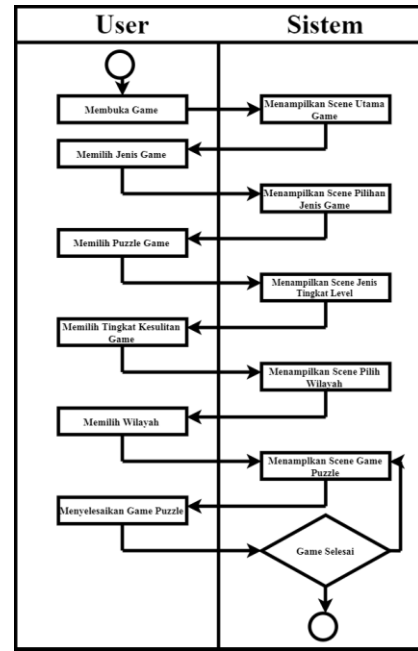 User
Sistem
Membuka Game
Menampilkan Scene Utama
Game
Memilih Jenis Game
Menampilkan Scene Pilihan
Jenis Game
Memilih Puzzle Game
Menampilkan Scene Jenis
Tingkat Level
Memilih Tingkat Kesulitan
Game
Menampilkan Scene Pilih
Wilayah
Memilih Wilayah
Menamplkan Scene Game
Puzzle
Menyelesaikan Game Puzzle
Game Selesai